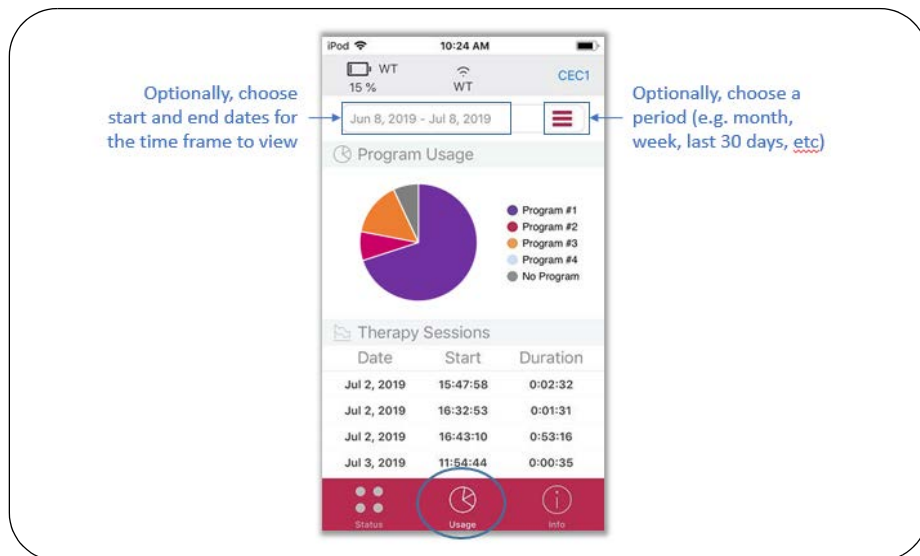 iPod 10:24 AM
WT
15 %
WT
CEC1
Optionally, choose
start and end dates for
the time frame to view
Jun 8, 2019 - Jul 8, 2019
Optionally, choose a
period (e.g. month,
week, last 30 days, etc)
Program Usage
Program #1
Program #2
Program #3
Program #4
No Program
Therapy Sessions
Date Start Duration
Jul 2, 2019 15:47:58 0:02:32
Jul 2, 2019 16:32:53 0:01:31
Jul 2, 2019 16:43:10 0:53:16
Jul 3, 2019 11:54:44 0:00:35
Status Usage Info